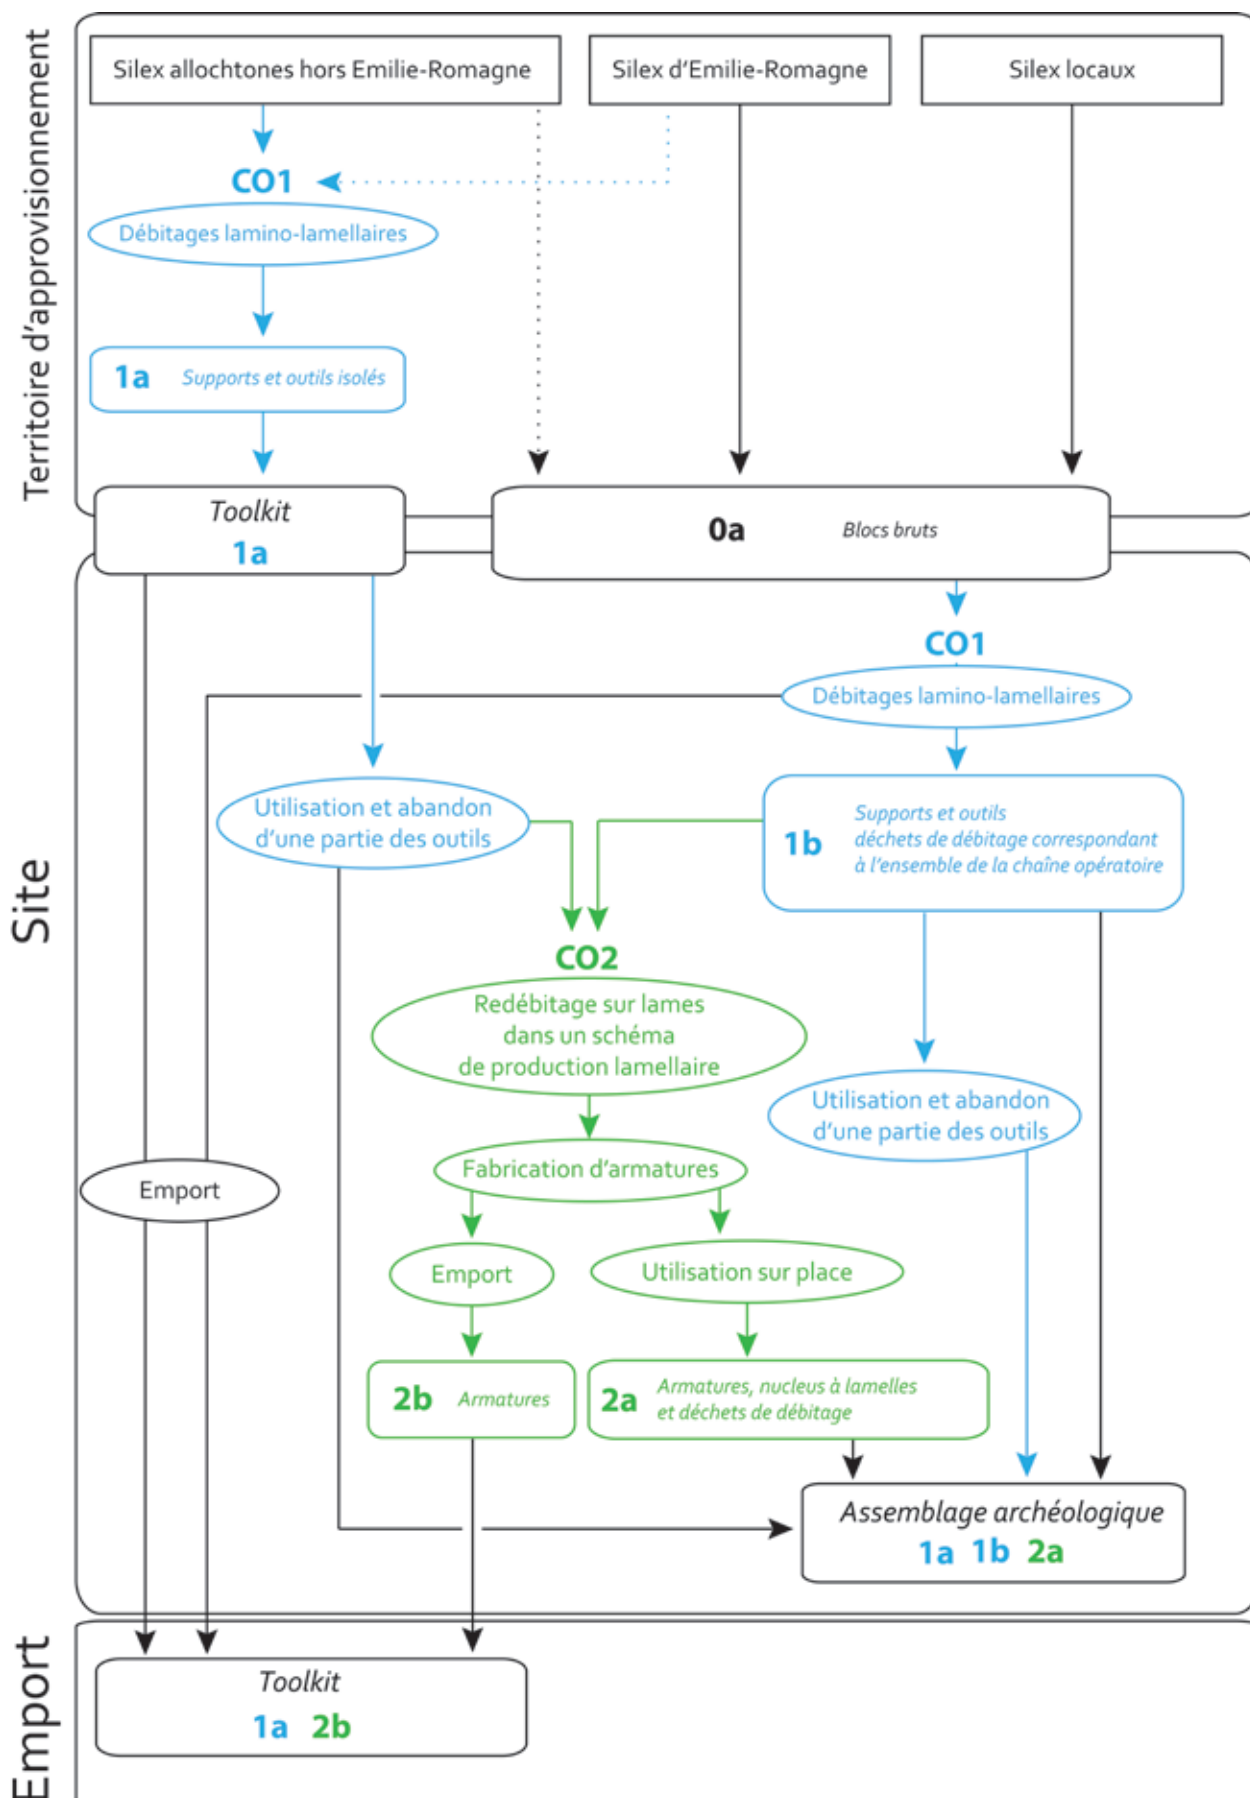 Territoire d'approvisionnement
Silex allochtones hors Emilie-Romagne
Silex d'Emilie-Romagne
Silex locaux
CO1
Débitages lamino-lamellaires
1a Supports et outils isolés
Toolkit
1a
0a Blocs bruts
Site
CO1
Débitages lamino-lamellaires
Utilisation et abandon
d'une partie des outils
1b
Supports et outils
déchets de débitage correspondant
à l'ensemble de la chaîne opératoire
CO2
Redébitage sur lames
dans un schéma
de production lamellaire
Utilisation et abandon
d'une partie des outils
Fabrication d'armatures
Emport
Emport
Utilisation sur place
2b Armatures
2a
Armatures, nucleus à lamelles
et déchets de débitage
Assemblage archéologique
1a 1b 2a
Emport
Toolkit
1a 2b